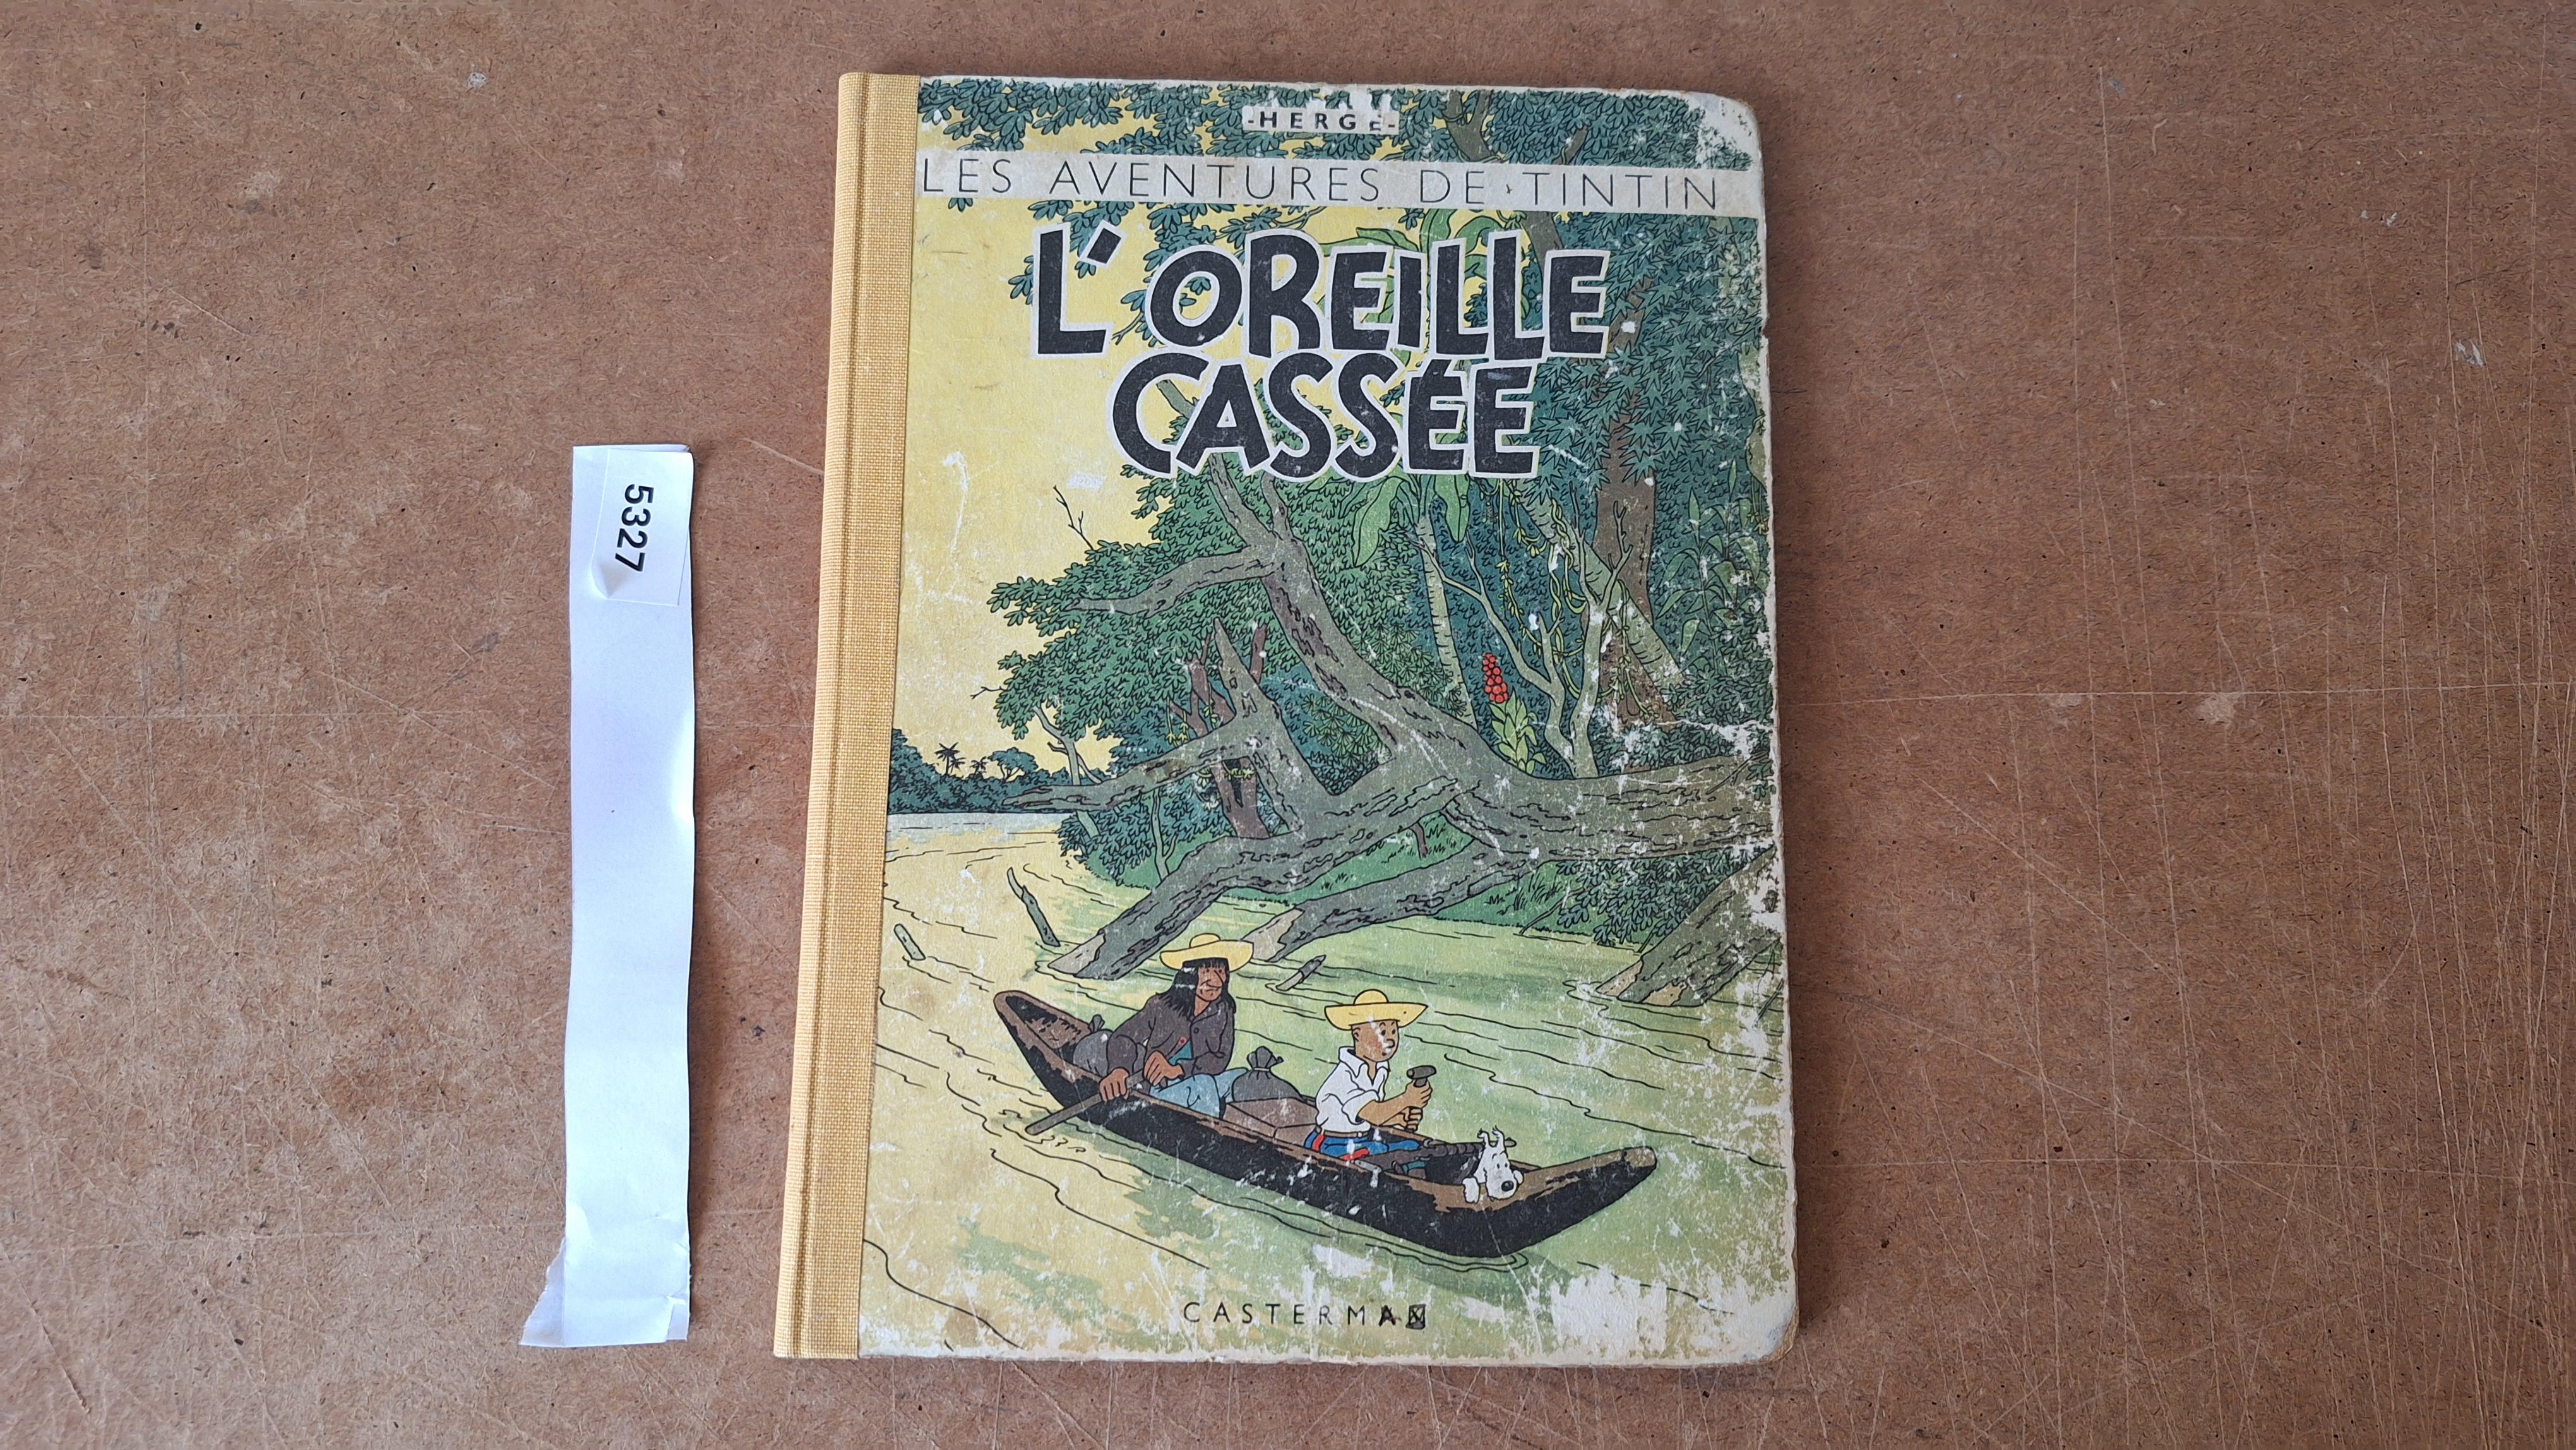 -HERGÉ-
LES AVENTURES DE TINTIN
L'OREILLE
CASSÉE
CASTERMAN
5327